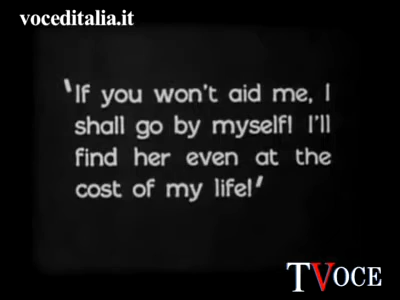 voceditalia.it
'If you won't aid me, I
shall go by myself! I'll
find her even at the
cost of my life!'
TVOCE